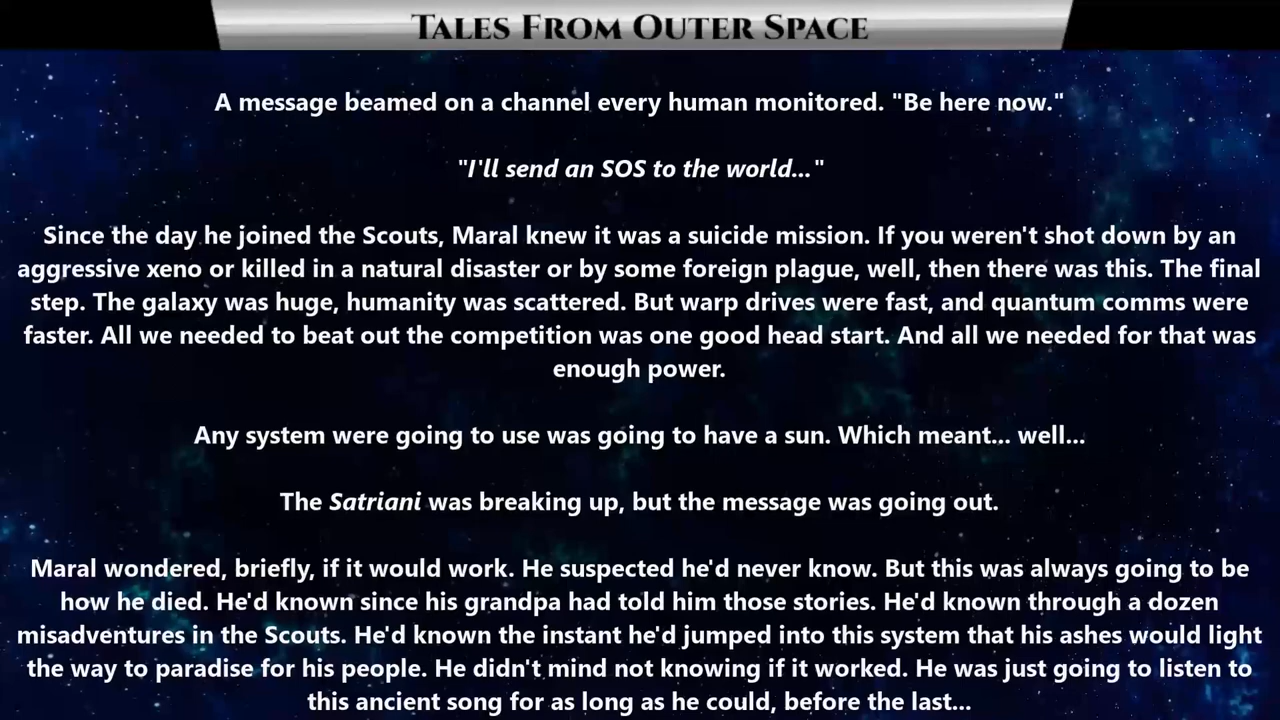 Tales From Outer Space
A message beamed on a channel every human monitored. "Be here now."
"I'll send an SOS to the world..."
Since the day he joined the Scouts, Maral knew it was a suicide mission. If you weren't shot down by an
aggressive xeno or killed in a natural disaster or by some foreign plague, well, then there was this. The final
step. The galaxy was huge, humanity was scattered. But warp drives were fast, and quantum comms were
faster. All we needed to beat out the competition was one good head start. And all we needed for that was
enough power.
Any system were going to use was going to have a sun. Which meant... well...
The Satriani was breaking up, but the message was going out.
Maral wondered, briefly, if it would work. He suspected he'd never know. But this was always going to be
how he died. He'd known since his grandpa had told him those stories. He'd known through a dozen
misadventures in the Scouts. He'd known the instant he'd jumped into this system that his ashes would light
the way to paradise for his people. He didn't mind not knowing if it worked. He was just going to listen to
this ancient song for as long as he could, before the last...